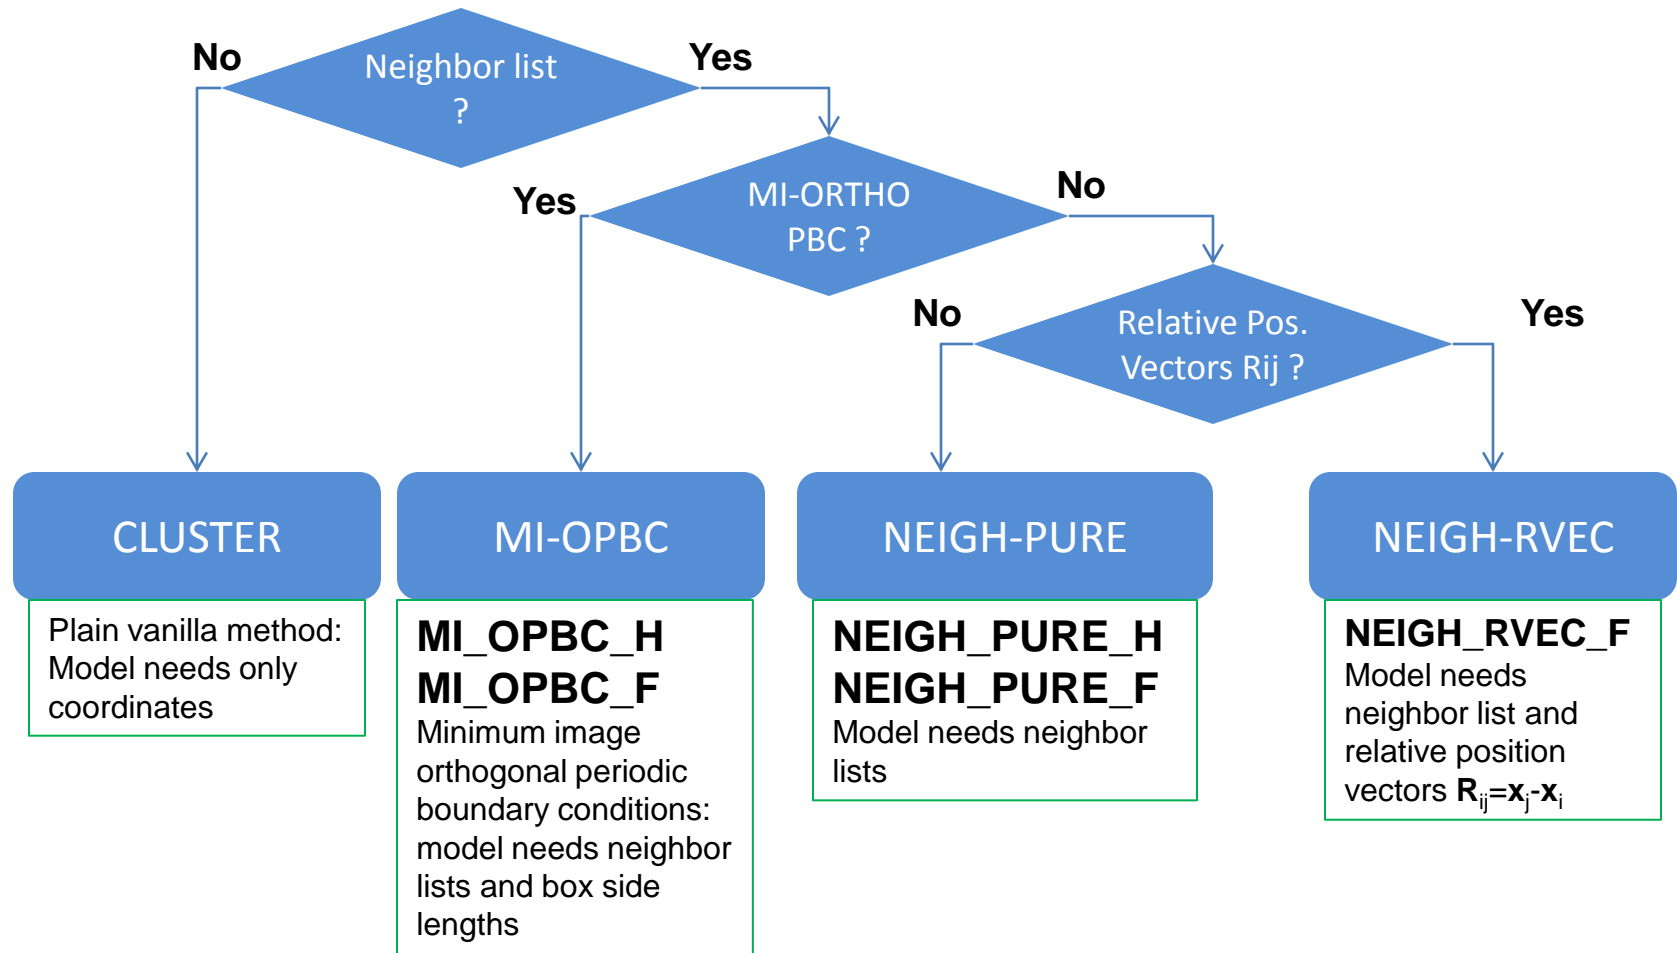 No
Neighbor list
?
Yes
Yes
MI-ORTHO
PBC ?
No
No
Relative Pos.
Vectors Rij ?
Yes
CLUSTER
Plain vanilla method:
Model needs only
coordinates
MI-OPBC
MI_OPBC_H
MI_OPBC_F
Minimum image
orthogonal periodic
boundary conditions:
model needs neighbor
lists and box side
lengths
NEIGH-PURE
NEIGH_PURE_H
NEIGH_PURE_F
Model needs neighbor
lists
NEIGH-RVEC
NEIGH_RVEC_F
Model needs
neighbor list and
relative position
vectors Rij=xj-xi